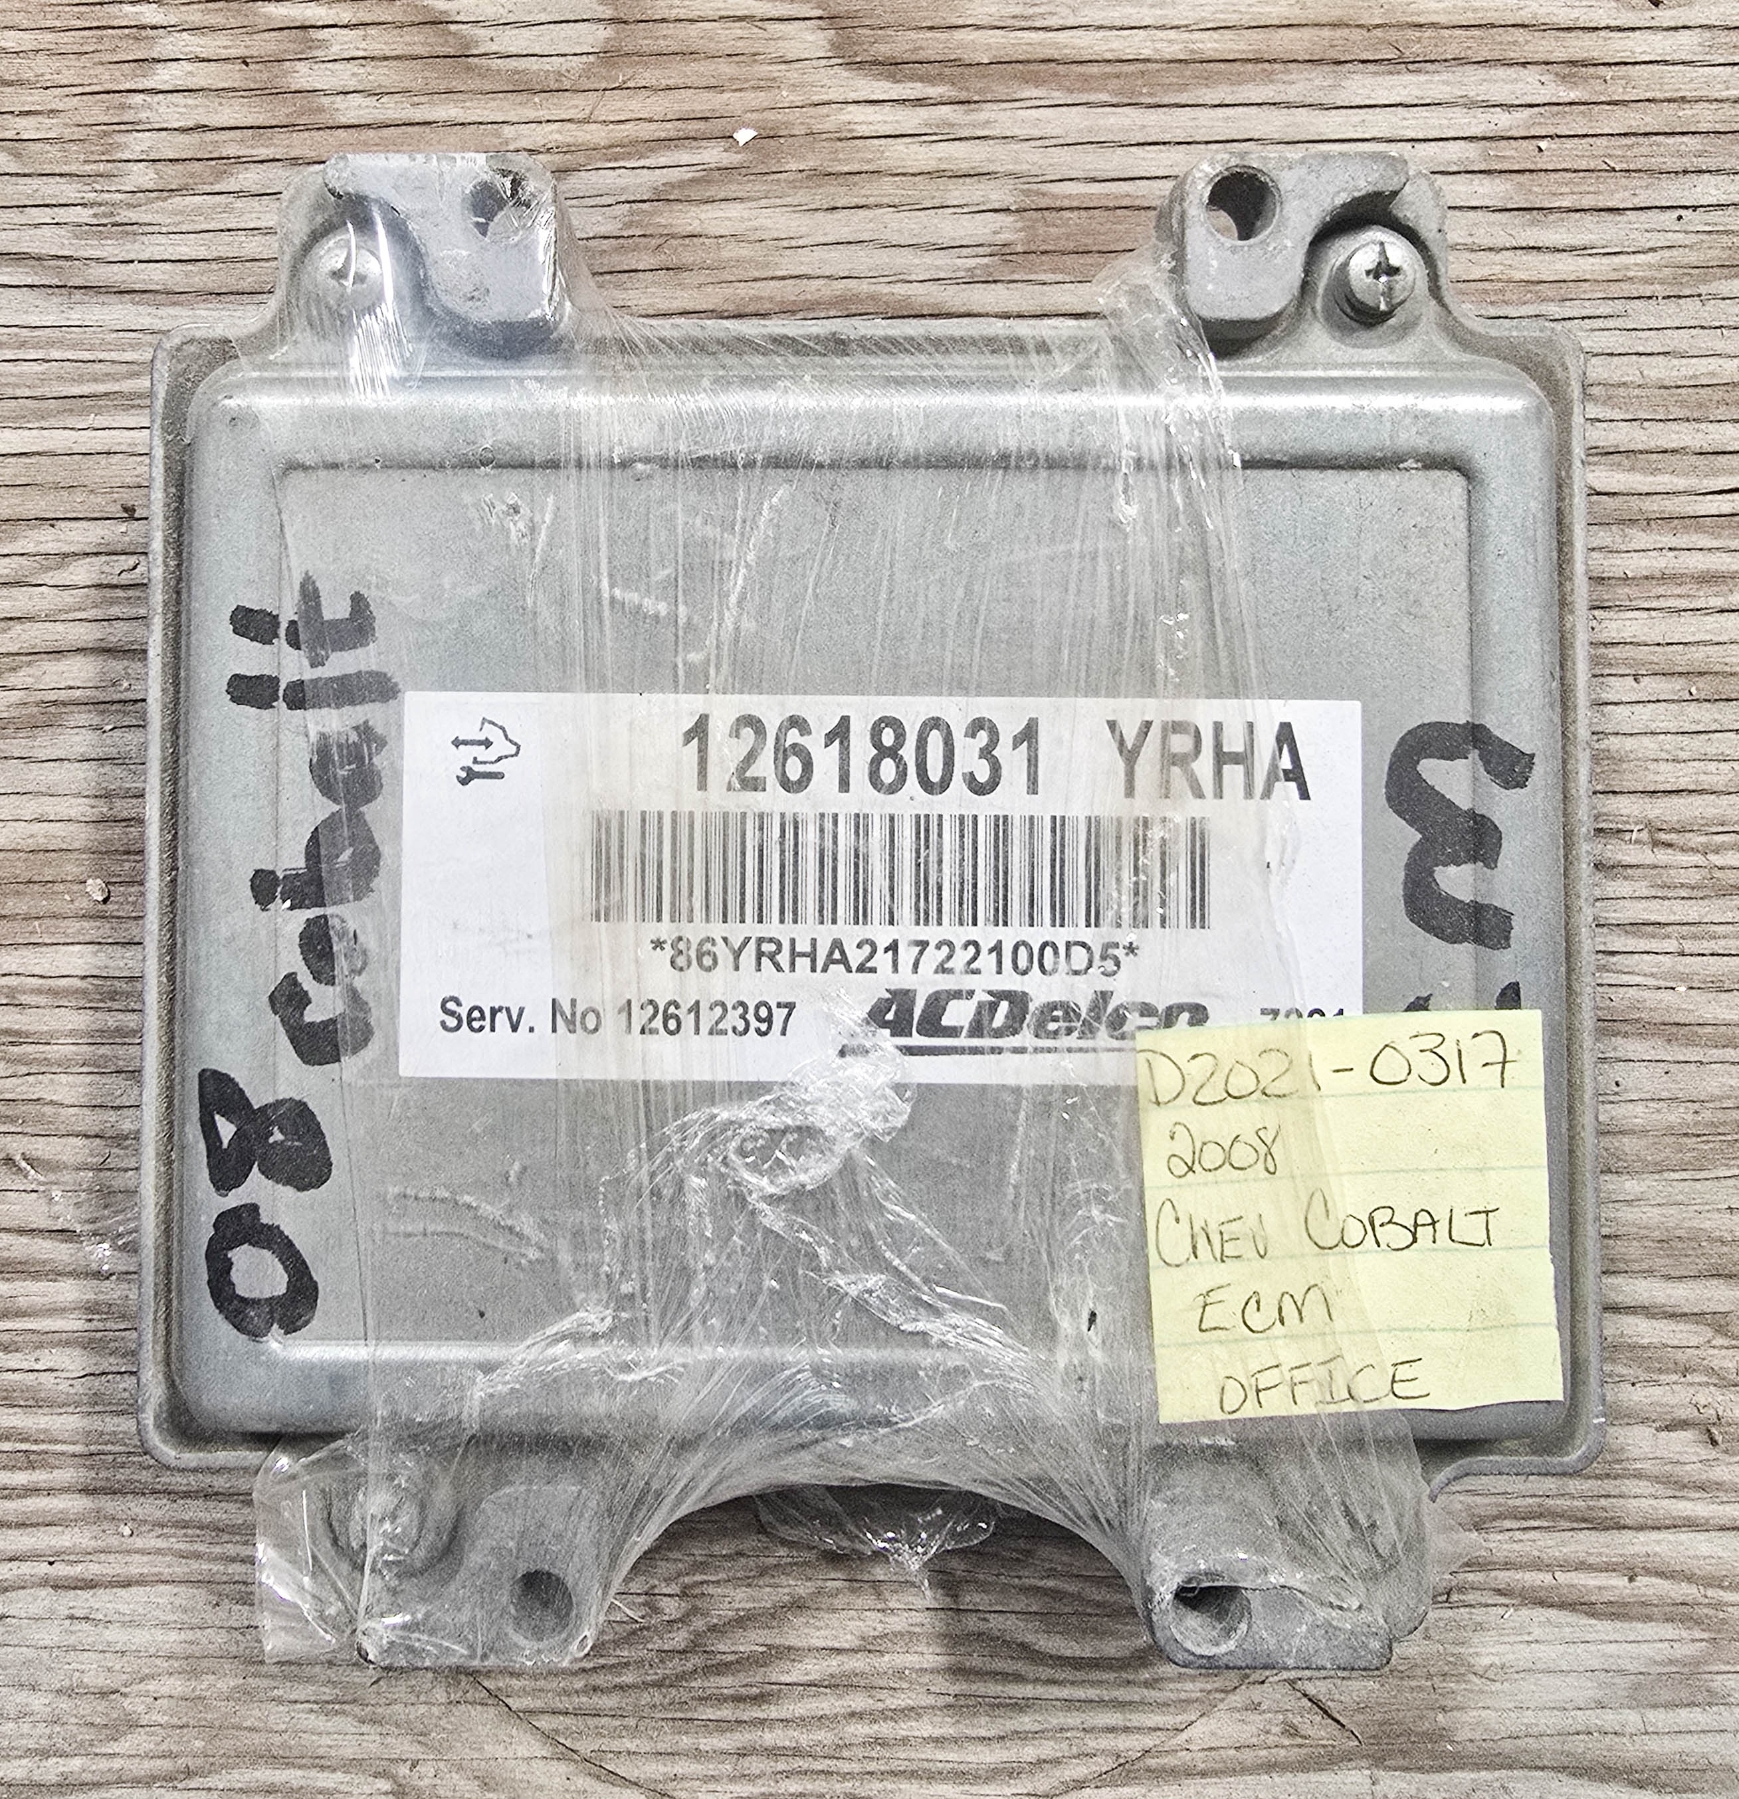 12618031 YRHA
*86YRHA21722100D5*
Serv. No 12612397
ACDelco
08 Cobalt
D2021-0317
2008
CHEV COBALT
ECM
OFFICE